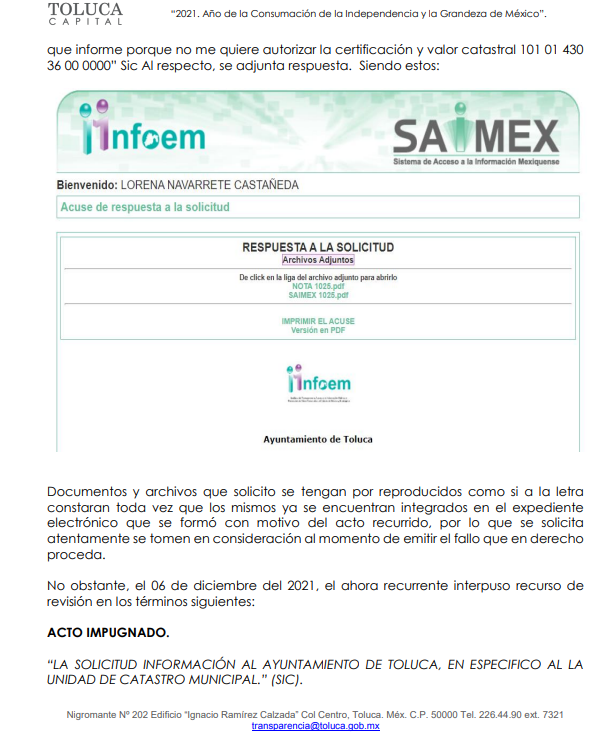 TOLUCA
CAPITAL
“2021. Año de la Consumación de la Independencia y la Grandeza de México”.
que informe porque no me quiere autorizar la certificación y valor catastral 101 01 430
36 00 0000” Sic Al respecto, se adjunta respuesta.  Siendo estos:
infoem
SAIMEX
Sistema de Acceso a la Información Mexiquense
Bienvenido: LORENA NAVARRETE CASTAÑEDA
Acuse de respuesta a la solicitud
RESPUESTA A LA SOLICITUD
Archivos Adjuntos
De click en la liga del archivo adjunto para abrirlo
NOTA 1025.pdf
SAIMEX 1025.pdf
IMPRIMIR EL ACUSE
Versión en PDF
infoem
Ayuntamiento de Toluca
Documentos y archivos que solicito se tengan por reproducidos como si a la letra
constaran toda vez que los mismos ya se encuentran integrados en el expediente
electrónico que se formó con motivo del acto recurrido, por lo que se solicita
atentamente se tomen en consideración al momento de emitir el fallo que en derecho
proceda.
No obstante, el 06 de diciembre del 2021, el ahora recurrente interpuso recurso de
revisión en los términos siguientes:
ACTO IMPUGNADO.
“LA SOLICITUD INFORMACIÓN AL AYUNTAMIENTO DE TOLUCA, EN ESPECIFICO AL LA
UNIDAD DE CATASTRO MUNICIPAL.” (SIC).
Nigromante Nº 202 Edificio “Ignacio Ramírez Calzada” Col Centro, Toluca. Méx. C.P. 50000 Tel. 226.44.90 ext. 7321
transparencia@toluca.gob.mx